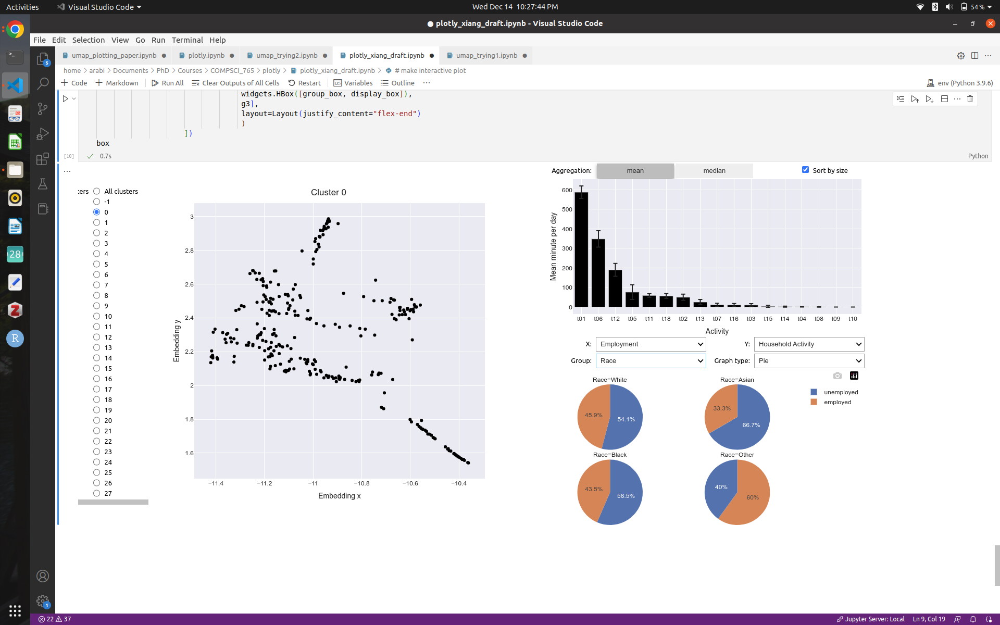 Activities
Visual Studio Code
Wed Dec 14 10:27:44 PM
54 %
● plotly_xiang_draft.ipynb - Visual Studio Code
File Edit Selection View Go Run Terminal Help
umap_plotting_paper.ipynb ●
plotly.ipynb ●
umap_trying2.ipynb ●
plotly_xiang_draft.ipynb ●
umap_trying1.ipynb ●
home > arabi > Documents > PhD > Courses > COMPSCI_765 > plotly > plotly_xiang_draft.ipynb > # make interactive plot
+ Code + Markdown Run All Clear Outputs of All Cells Restart Variables Outline ...
env (Python 3.9.6)
widgets.HBox([group_box, display_box]),
g3],
layout=Layout(justify_content="flex-end")
)
])
box
[10] 0.7s
Python
...
ters
All clusters
-1
0
1
2
3
4
5
6
7
8
9
10
11
12
13
14
15
16
17
18
19
20
21
22
23
24
25
26
27
Cluster 0
Embedding y
3
2.8
2.6
2.4
2.2
2
1.8
1.6
−11.4 −11.2 −11 −10.8 −10.6 −10.4
Embedding x
Aggregation: mean median
Sort by size
Mean minute per day
600
500
400
300
200
100
0
t01 t06 t12 t05 t11 t18 t02 t13 t07 t16 t03 t15 t14 t04 t08 t09 t10
Activity
X: Employment
Y: Household Activity
Group: Race
Graph type: Pie
Race=White
45.9%
54.1%
Race=Asian
33.3%
66.7%
unemployed
employed
Race=Black
43.5%
56.5%
Race=Other
40%
60%
5
28
Z
R
1
22 37
Jupyter Server: Local
Ln 9, Col 19